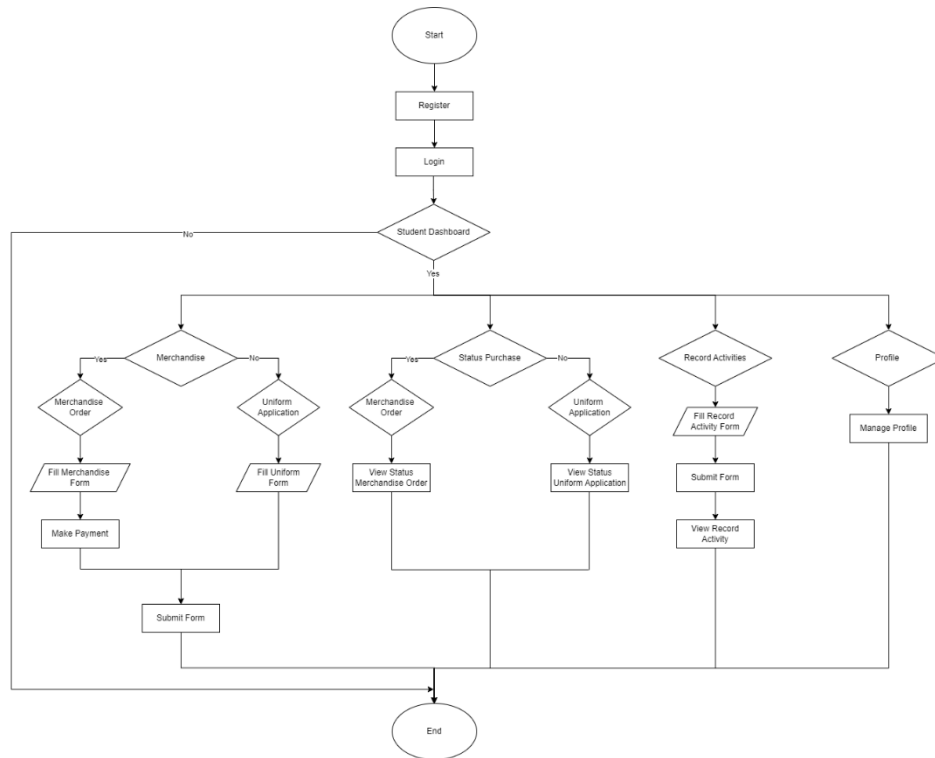 Start
Register
Login
Student Dashboard
No
Yes
Merchandise
Yes
No
Merchandise
Order
Uniform
Application
Fill Merchandise
Form
Fill Uniform
Form
Make Payment
Submit Form
Status Purchase
Yes
No
Merchandise
Order
Uniform
Application
View Status
Merchandise Order
View Status
Uniform Application
Record Activities
Fill Record
Activity Form
Submit Form
View Record
Activity
Profile
Manage Profile
End